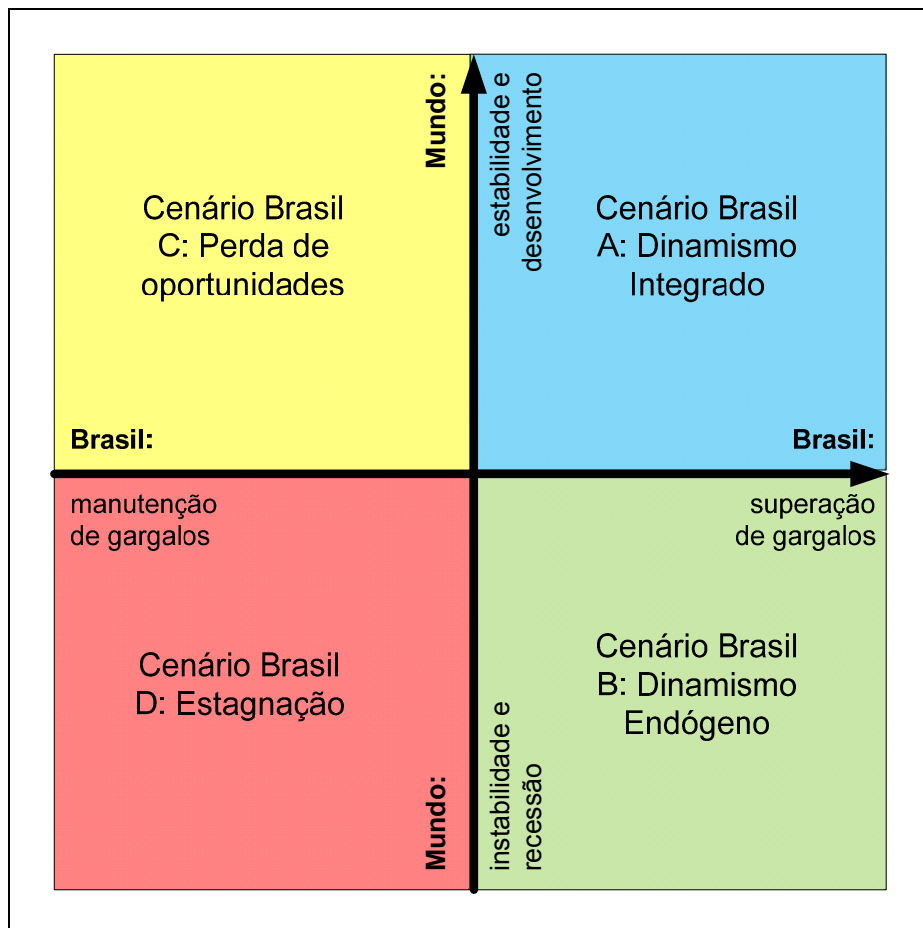 Mundo:
estabilidade e
desenvolvimento
Cenário Brasil
C: Perda de
oportunidades
Cenário Brasil
A: Dinamismo
Integrado
Brasil:
Brasil:
manutenção
de gargalos
superação
de gargalos
Cenário Brasil
D: Estagnação
Cenário Brasil
B: Dinamismo
Endógeno
Mundo:
instabilidade e
recessão